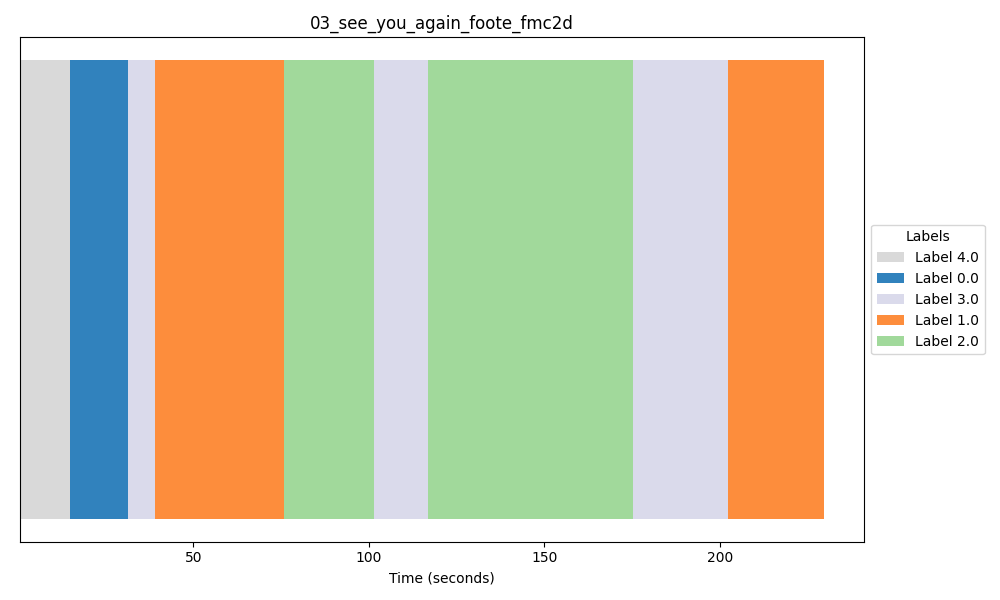 03_see_you_again_foote_fmc2d
Labels
Label 4.0
Label 0.0
Label 3.0
Label 1.0
Label 2.0
50
100
150
200
Time (seconds)